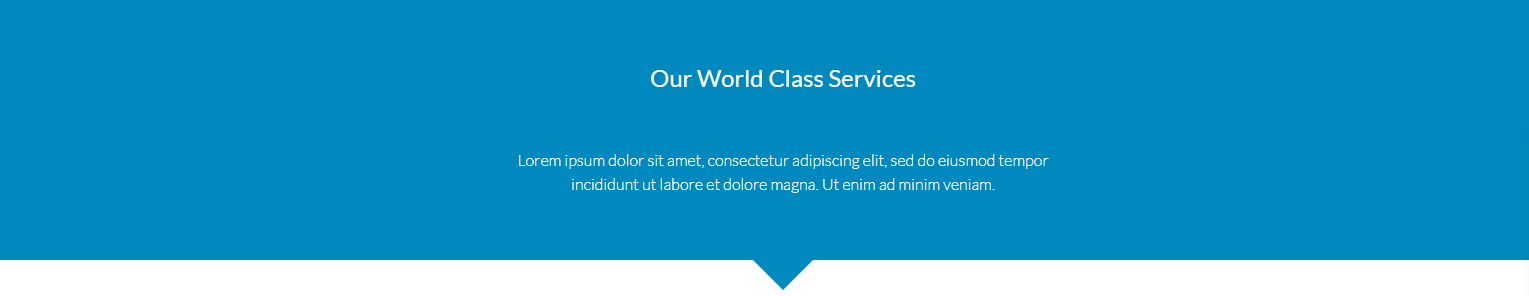 Our World Class Services
Lorem ipsum dolor sit amet, consectetur adipiscing elit, sed do eiusmod tempor
incididunt ut labore et dolore magna. Ut enim ad minim veniam.